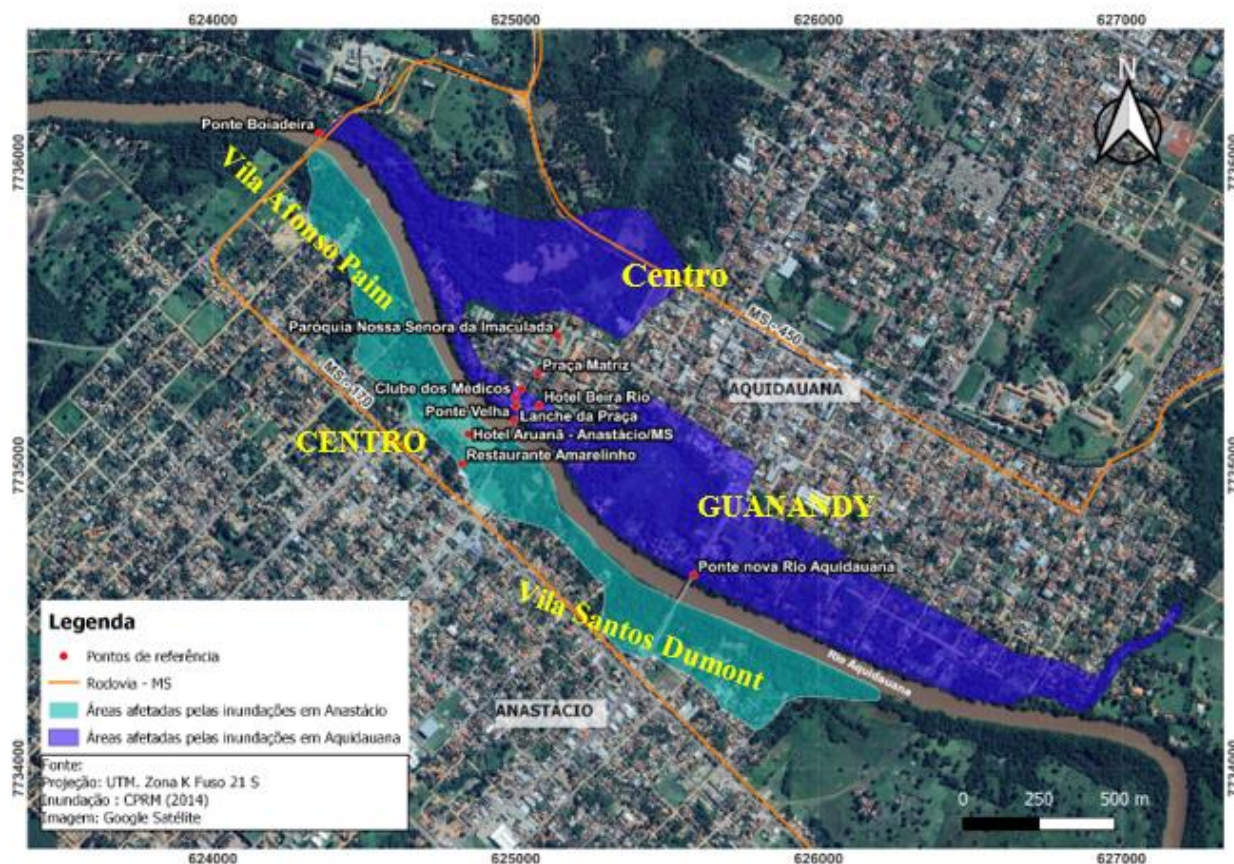 624000 625000 626000 627000
N
Ponte Boiadeira
7736000
7736000
Vila Afonso Paim
Centro
MS - 450
Paróquia Nossa Senora da Imaculada
Praça Matriz
AQUIDAUANA
Clube dos Médicos
Hotel Beira Rio
MS - 170
Ponte Velha
Lanche da Praça
CENTRO
Hotel Aruanã - Anastácio/MS
Restaurante Amarelinho
7735000
7735000
GUANANDY
Ponte nova Rio Aquidauana
Vila Santos Dumont
Rio Aquidauana
ANASTÁCIO
Legenda
Pontos de referência
Rodovia - MS
Áreas afetadas pelas inundações em Anastácio
Áreas afetadas pelas inundações em Aquidauana
Fonte:
Projeção: UTM. Zona K Fuso 21 S
Inundação : CPRM (2014)
Imagem: Google Satélite
7734000
7734000
0 250 500 m
624000 625000 626000 627000